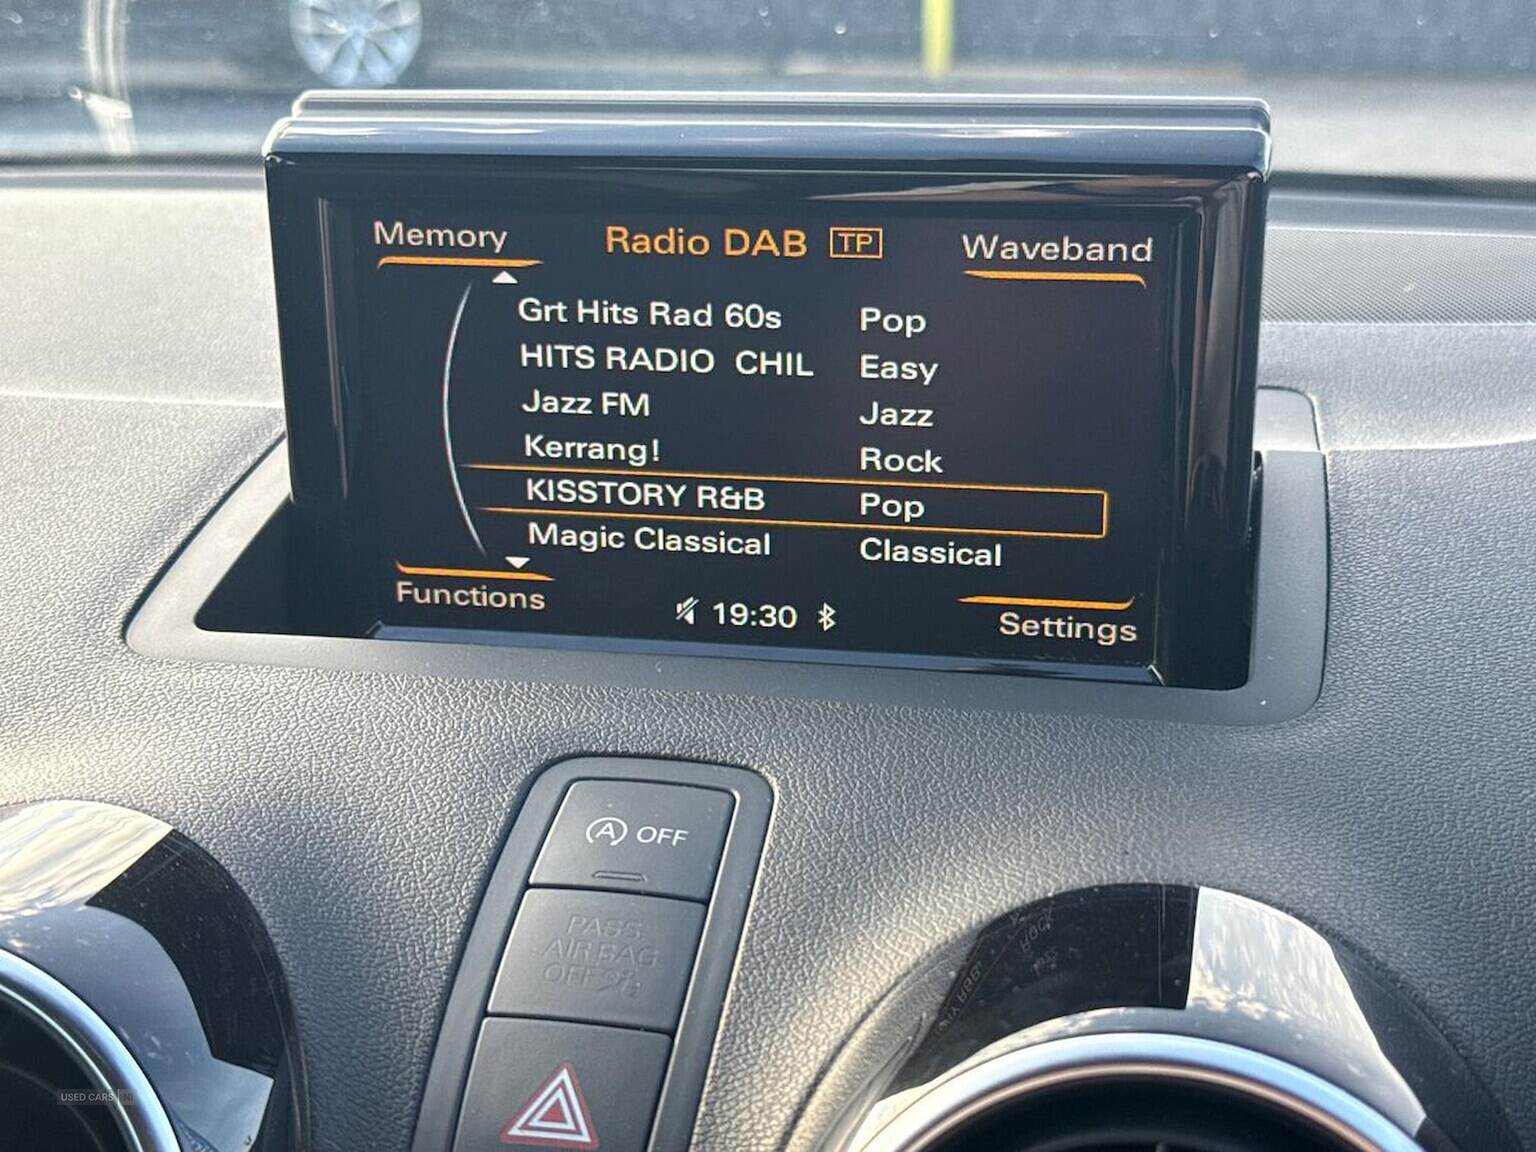 Memory Radio DAB TP Waveband
Grt Hits Rad 60s Pop
HITS RADIO CHIL Easy
Jazz FM Jazz
Kerrang! Rock
KISSTORY R&B Pop
Magic Classical Classical
Functions 19:30 Settings
A OFF
PASS
AIR BAG
OFF
USED CARS NI